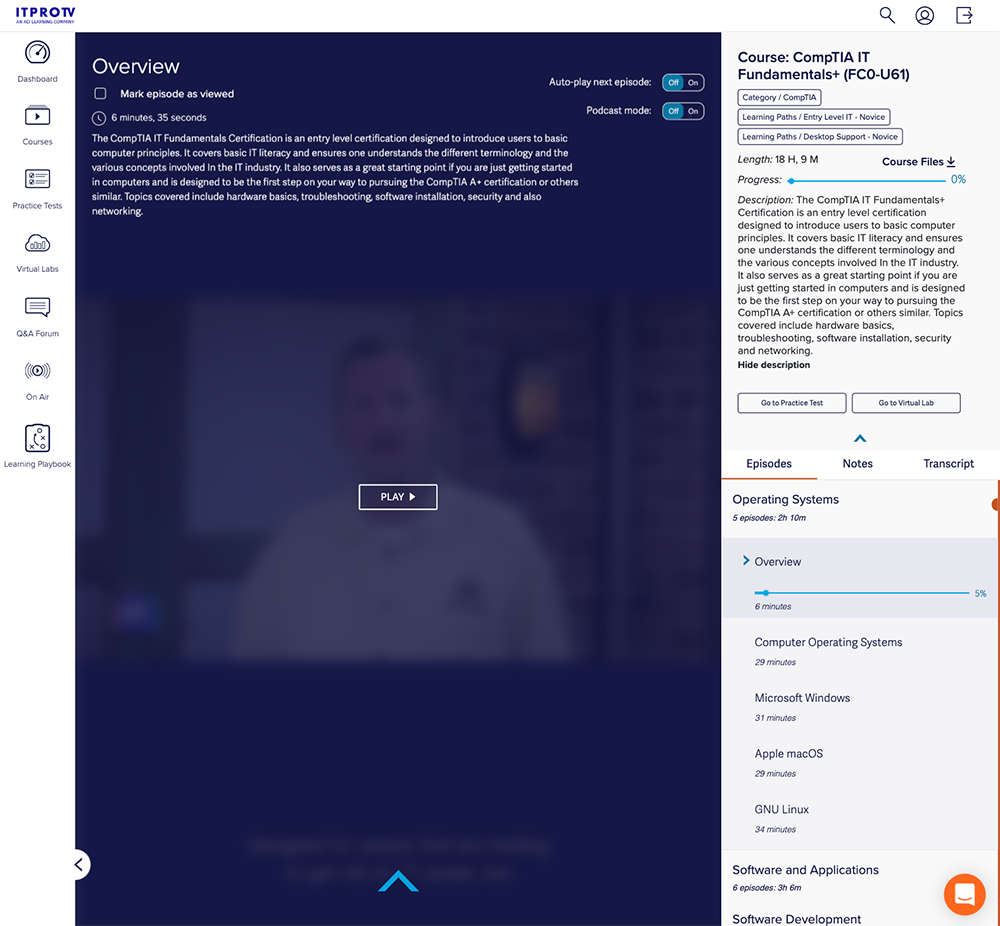 ITPROTV
AN ACI LEARNING COMPANY
Dashboard
Courses
Practice Tests
Virtual Labs
Q&A Forum
On Air
Learning Playbook
Overview
Mark episode as viewed
6 minutes, 35 seconds
Auto-play next episode: Off On
Podcast mode: Off On
The CompTIA IT Fundamentals Certification is an entry level certification designed to introduce users to basic
computer principles. It covers basic IT literacy and ensures one understands the different terminology and the
various concepts involved In the IT industry. It also serves as a great starting point if you are just getting started
in computers and is designed to be the first step on your way to pursuing the CompTIA A+ certification or others
similar. Topics covered include hardware basics, troubleshooting, software installation, security and also
networking.
PLAY
Course: CompTIA IT
Fundamentals+ (FC0-U61)
Category / CompTIA
Learning Paths / Entry Level IT - Novice
Learning Paths / Desktop Support - Novice
Length: 18 H, 9 M
Course Files
Progress: 0%
Description: The CompTIA IT Fundamentals+
Certification is an entry level certification
designed to introduce users to basic computer
principles. It covers basic IT literacy and ensures
one understands the different terminology and
the various concepts involved In the IT industry.
It also serves as a great starting point if you are
just getting started in computers and is designed
to be the first step on your way to pursuing the
CompTIA A+ certification or others similar. Topics
covered include hardware basics,
troubleshooting, software installation, security
and networking.
Hide description
Go to Practice Test
Go to Virtual Lab
Episodes
Notes
Transcript
Operating Systems
5 episodes: 2h 10m
Overview
5%
6 minutes
Computer Operating Systems
29 minutes
Microsoft Windows
31 minutes
Apple macOS
29 minutes
GNU Linux
34 minutes
Software and Applications
6 episodes: 3h 6m
Software Development